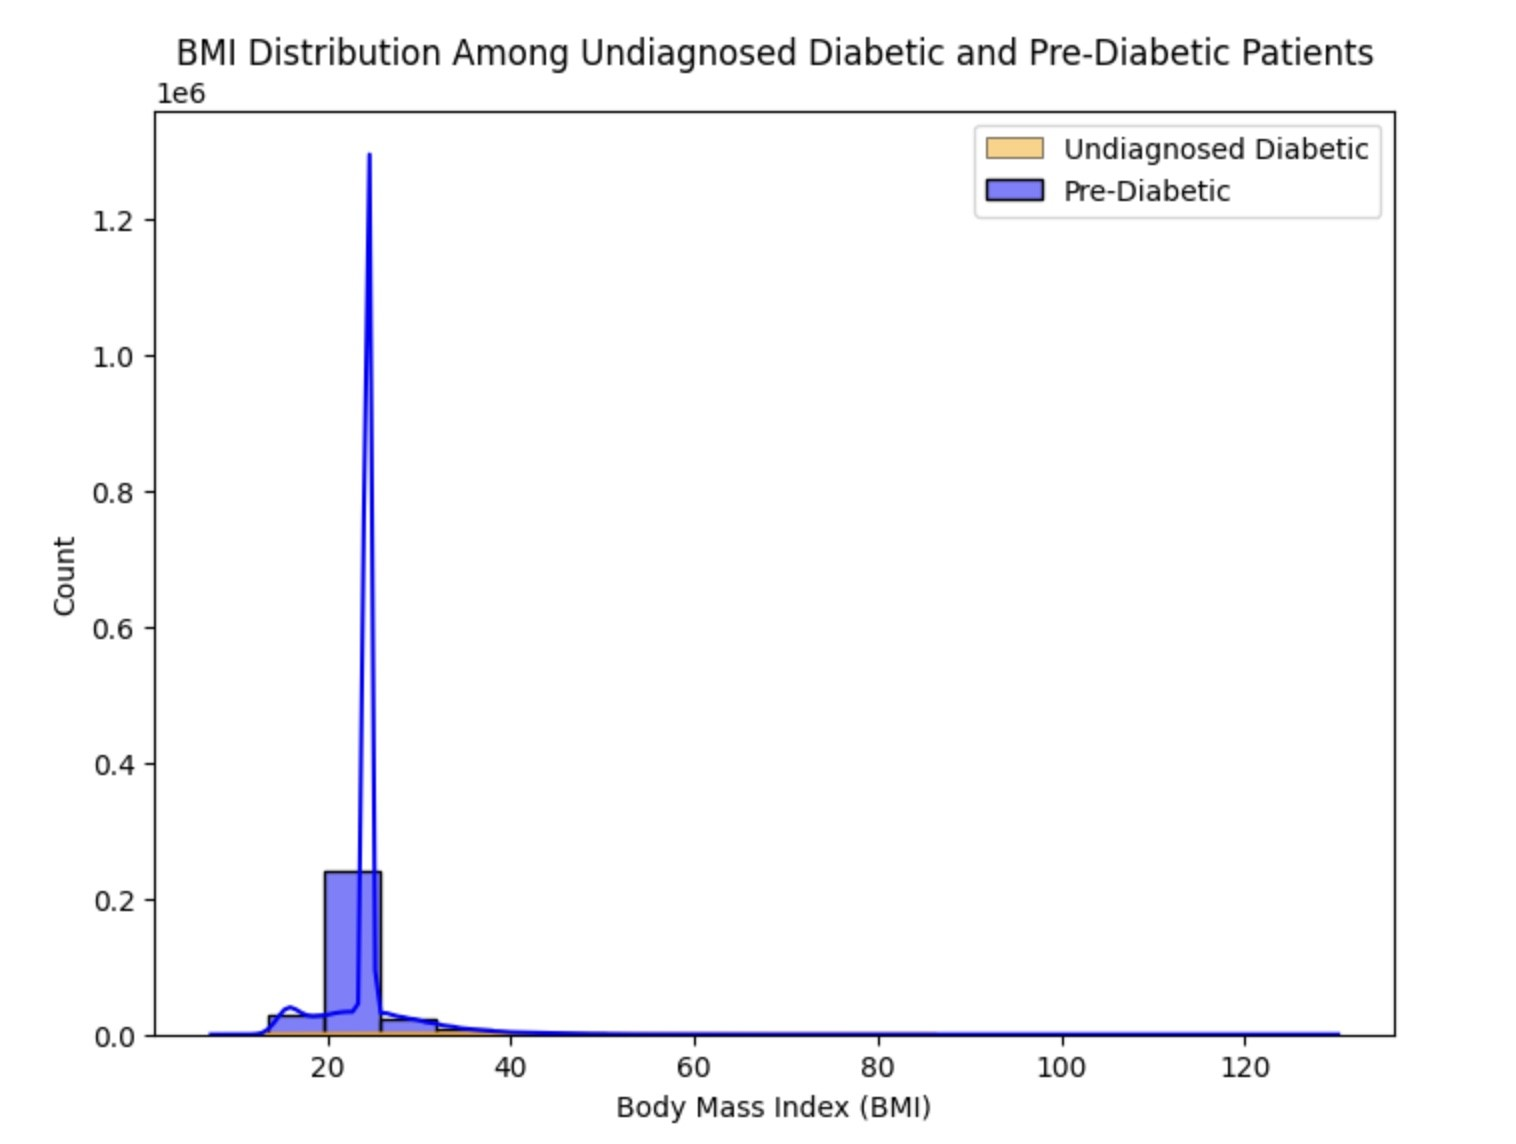 BMI Distribution Among Undiagnosed Diabetic and Pre-Diabetic Patients
1e6
Undiagnosed Diabetic
Pre-Diabetic
1.2
1.0
0.8
0.6
0.4
0.2
0.0
Count
20 40 60 80 100 120
Body Mass Index (BMI)